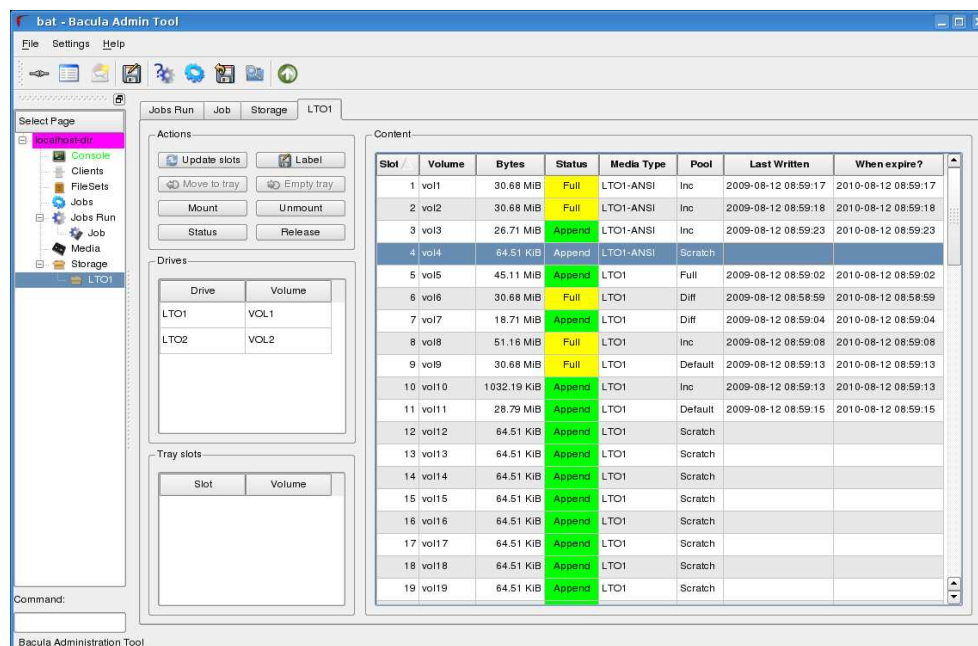 bat - Bacula Admin Tool
File Settings Help
Select Page
localhost-dir
Console
Clients
FileSets
Jobs
Jobs Run
Job
Media
Storage
LTO1
Command:
Bacula Administration Tool
Jobs Run Job Storage LTO1
Actions
Update slots Label
Move to tray Empty tray
Mount Unmount
Status Release
Drives
Drive Volume
LTO1 VOL1
LTO2 VOL2
Tray slots
Slot Volume
Content
Slot Volume Bytes Status Media Type Pool Last Written When expire?
1 vol1 30.68 MiB Full LTO1-ANSI Inc 2009-08-12 08:59:17 2010-08-12 08:59:17
2 vol2 30.68 MiB Full LTO1-ANSI Inc 2009-08-12 08:59:18 2010-08-12 08:59:18
3 vol3 26.71 MiB Append LTO1-ANSI Inc 2009-08-12 08:59:23 2010-08-12 08:59:23
4 vol4 64.51 KiB Append LTO1-ANSI Scratch
5 vol5 45.11 MiB Append LTO1 Full 2009-08-12 08:59:02 2010-08-12 08:59:02
6 vol6 30.68 MiB Full LTO1 Diff 2009-08-12 08:58:59 2010-08-12 08:58:59
7 vol7 18.71 MiB Append LTO1 Diff 2009-08-12 08:59:04 2010-08-12 08:59:04
8 vol8 51.16 MiB Full LTO1 Inc 2009-08-12 08:59:08 2010-08-12 08:59:08
9 vol9 30.68 MiB Full LTO1 Default 2009-08-12 08:59:13 2010-08-12 08:59:13
10 vol10 1032.19 KiB Append LTO1 Inc 2009-08-12 08:59:13 2010-08-12 08:59:13
11 vol11 28.79 MiB Append LTO1 Default 2009-08-12 08:59:15 2010-08-12 08:59:15
12 vol12 64.51 KiB Append LTO1 Scratch
13 vol13 64.51 KiB Append LTO1 Scratch
14 vol14 64.51 KiB Append LTO1 Scratch
15 vol15 64.51 KiB Append LTO1 Scratch
16 vol16 64.51 KiB Append LTO1 Scratch
17 vol17 64.51 KiB Append LTO1 Scratch
18 vol18 64.51 KiB Append LTO1 Scratch
19 vol19 64.51 KiB Append LTO1 Scratch